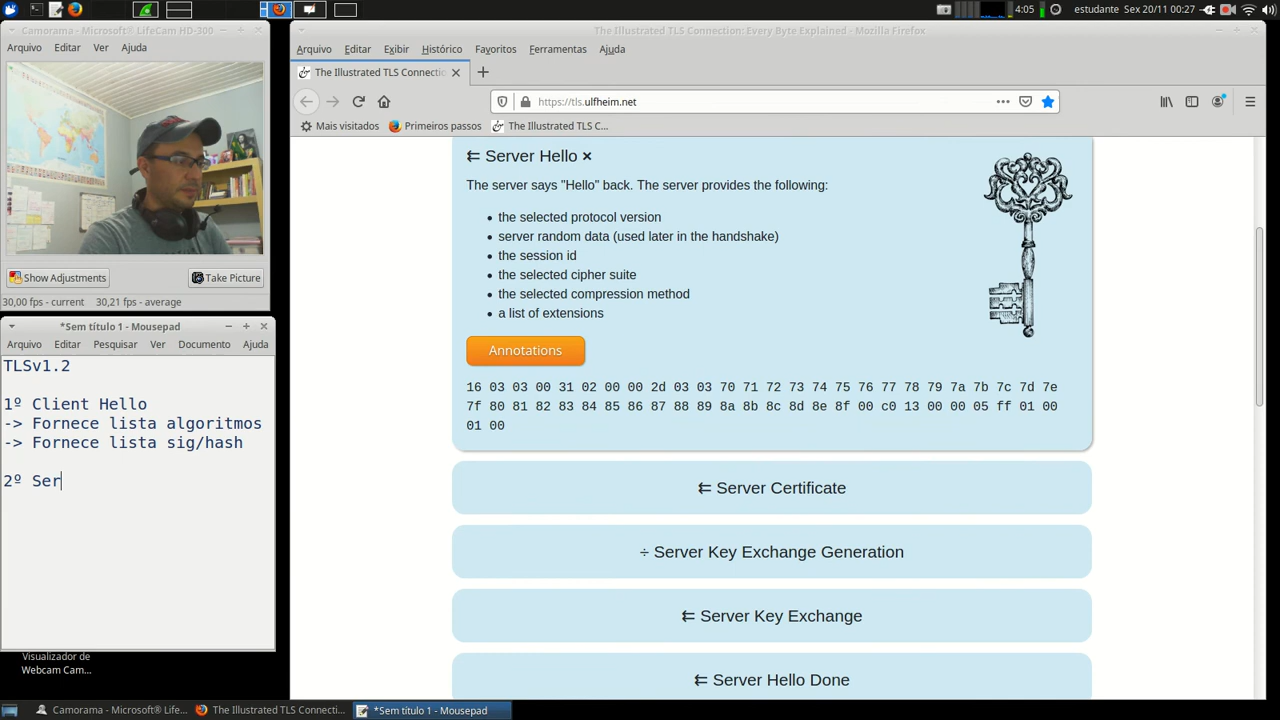 4:05
estudante Sex 20/11 00:27
Camorama - Microsoft® LifeCam HD-300
Arquivo Editar Ver Ajuda
Show Adjustments
Take Picture
30,00 fps - current 30,21 fps - average
*Sem título 1 - Mousepad
Arquivo Editar Pesquisar Ver Documento Ajuda
TLSv1.2
1º Client Hello
-> Fornece lista algoritmos
-> Fornece lista sig/hash
2º Ser
Visualizador de
Webcam Cam...
The Illustrated TLS Connection: Every Byte Explained - Mozilla Firefox
Arquivo Editar Exibir Histórico Favoritos Ferramentas Ajuda
The Illustrated TLS Connectic
https://tls.ulfheim.net
Mais visitados Primeiros passos The Illustrated TLS C...
⇇ Server Hello ×
The server says "Hello" back. The server provides the following:
• the selected protocol version
• server random data (used later in the handshake)
• the session id
• the selected cipher suite
• the selected compression method
• a list of extensions
Annotations
16 03 03 00 31 02 00 00 2d 03 03 70 71 72 73 74 75 76 77 78 79 7a 7b 7c 7d 7e
7f 80 81 82 83 84 85 86 87 88 89 8a 8b 8c 8d 8e 8f 00 c0 13 00 00 05 ff 01 00
01 00
⇇ Server Certificate
÷ Server Key Exchange Generation
⇇ Server Key Exchange
⇇ Server Hello Done
Camorama - Microsoft® Life...
The Illustrated TLS Connecti...
*Sem título 1 - Mousepad